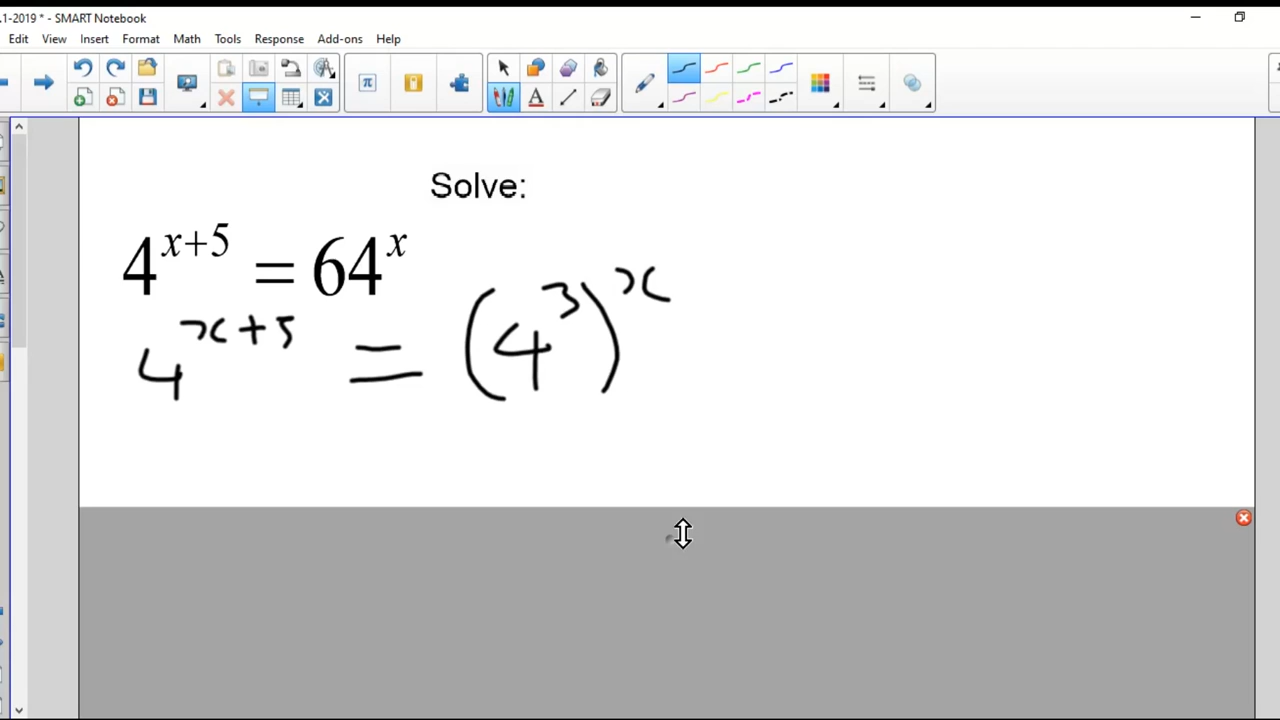 .1-2019 * - SMART Notebook
Edit View Insert Format Math Tools Response Add-ons Help
Solve:
4^{x+5} = 64^{x}
4^{x+5} = (4^{3})^{x}